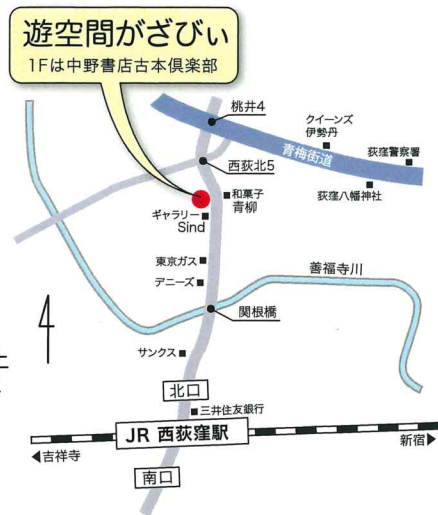 遊空間がざびぃ
1Fは中野書店古本倶楽部
桃井4
クイーンズ
伊勢丹
荻窪警察署
青梅街道
西荻北5
荻窪八幡神社
和菓子
青柳
ギャラリー
Sind
東京ガス
善福寺川
デニーズ
関根橋
サンクス
北口
三井住友銀行
JR 西荻窪駅
新宿▶
◀吉祥寺
南口